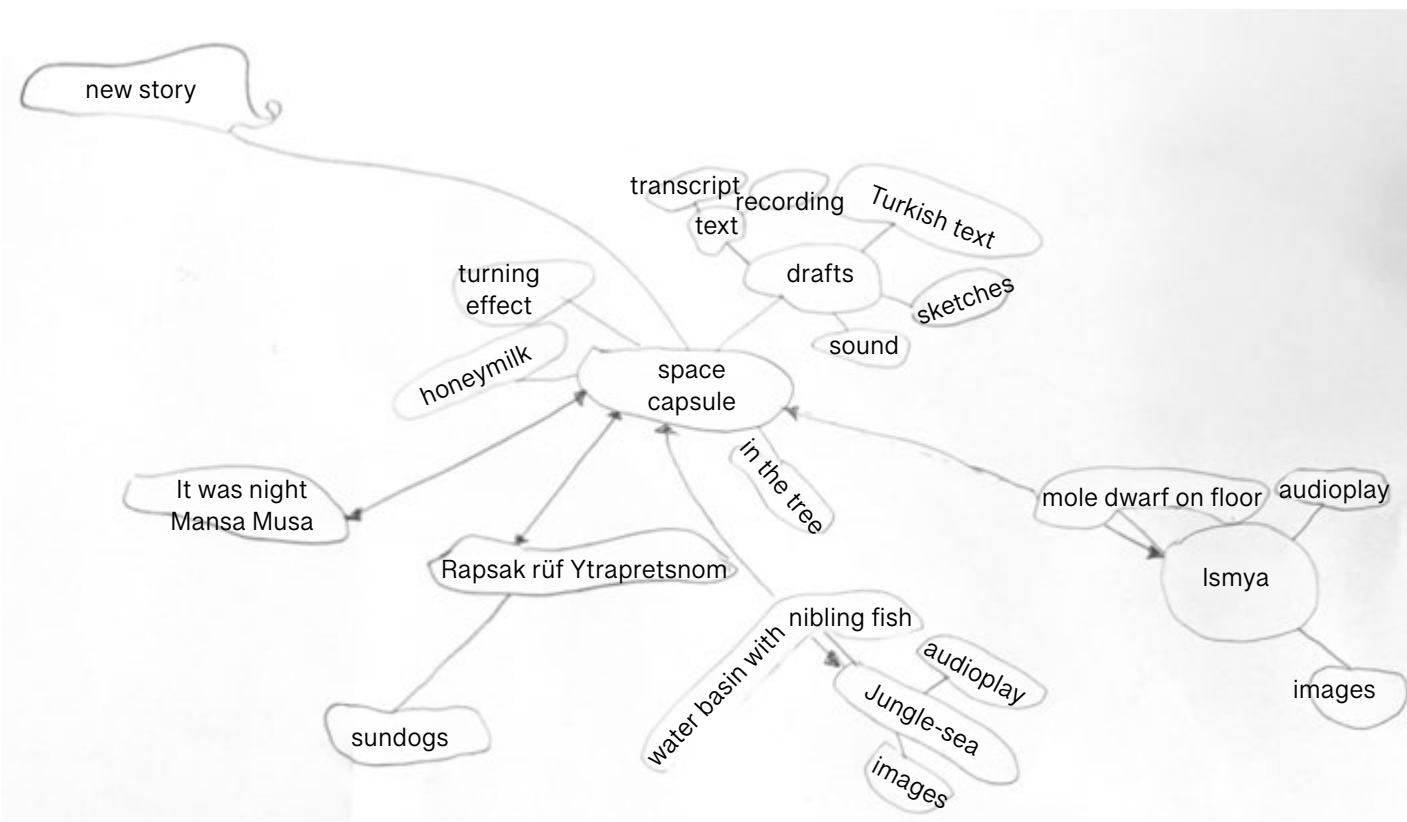 new story
transcript
recording
text
Turkish text
drafts
sketches
sound
turning
effect
honeymilk
space
capsule
in the tree
It was night
Mansa Musa
Rapsak rüf Ytrapretsnom
sundogs
water basin with
nibling fish
audioplay
Jungle-sea
images
mole dwarf on floor
audioplay
Ismya
images